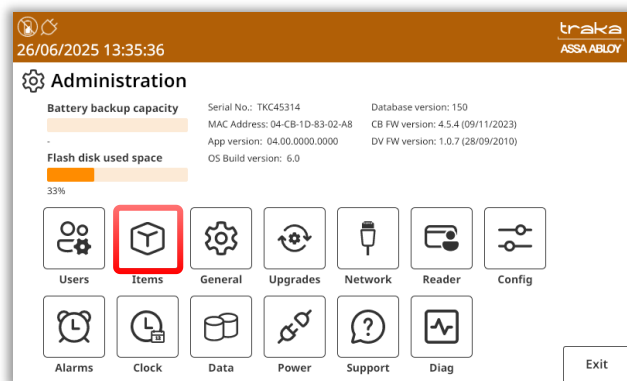 traka
26/06/2025 13:35:36
ASSA ABLOY
Administration
Battery backup capacity
-
Flash disk used space
33%
Serial No.: TKC45314
MAC Address: 04-CB-1D-83-02-A8
App version: 04.00.0000.0000
OS Build version: 6.0
Database version: 150
CB FW version: 4.5.4 (09/11/2023)
DV FW version: 1.0.7 (28/09/2010)
Users
Items
General
Upgrades
Network
Reader
Config
Alarms
Clock
Data
Power
Support
Diag
Exit